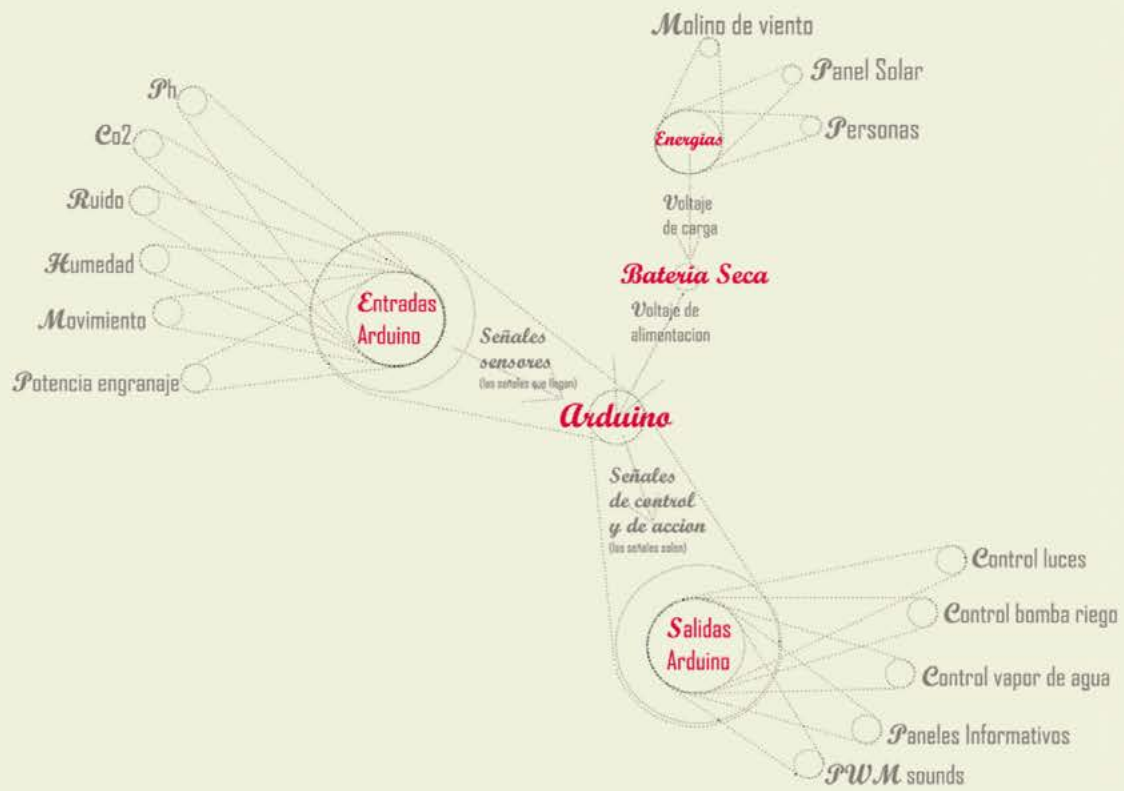 Molino de viento
Panel Solar
Personas
Energias
Voltaje
de carga
Bateria Seca
Voltaje de
alimentacion
Ph
Co2
Ruido
Humedad
Movimiento
Potencia engranaje
Entradas
Arduino
Señales
sensores
(las señales que llegan)
Arduino
Señales
de control
y de accion
(las señales salen)
Salidas
Arduino
Control luces
Control bomba riego
Control vapor de agua
Paneles Informativos
PWM sounds